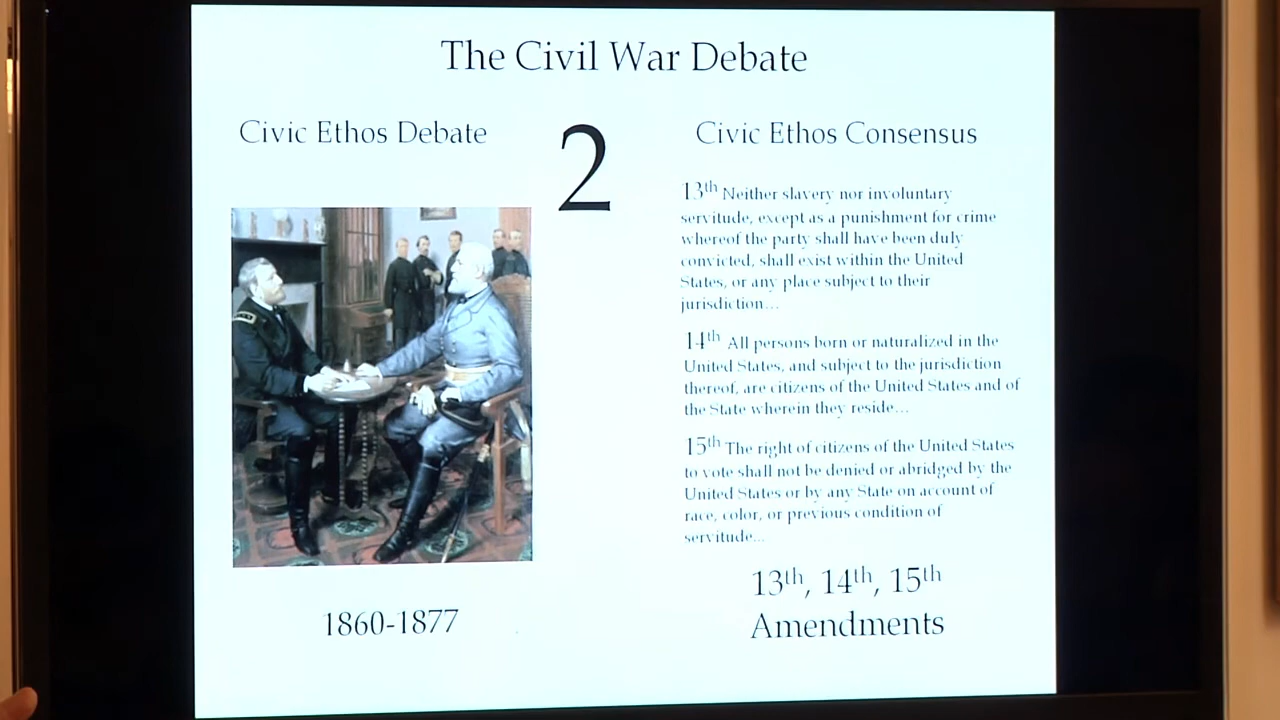 The Civil War Debate
Civic Ethos Debate
2
Civic Ethos Consensus
13th Neither slavery nor involuntary
servitude, except as a punishment for crime
whereof the party shall have been duly
convicted, shall exist within the United
States, or any place subject to their
jurisdiction...
14th All persons born or naturalized in the
United States, and subject to the jurisdiction
thereof, are citizens of the United States and of
the State wherein they reside...
15th The right of citizens of the United States
to vote shall not be denied or abridged by the
United States or by any State on account of
race, color, or previous condition of
servitude...
1860-1877
13th, 14th, 15th
Amendments